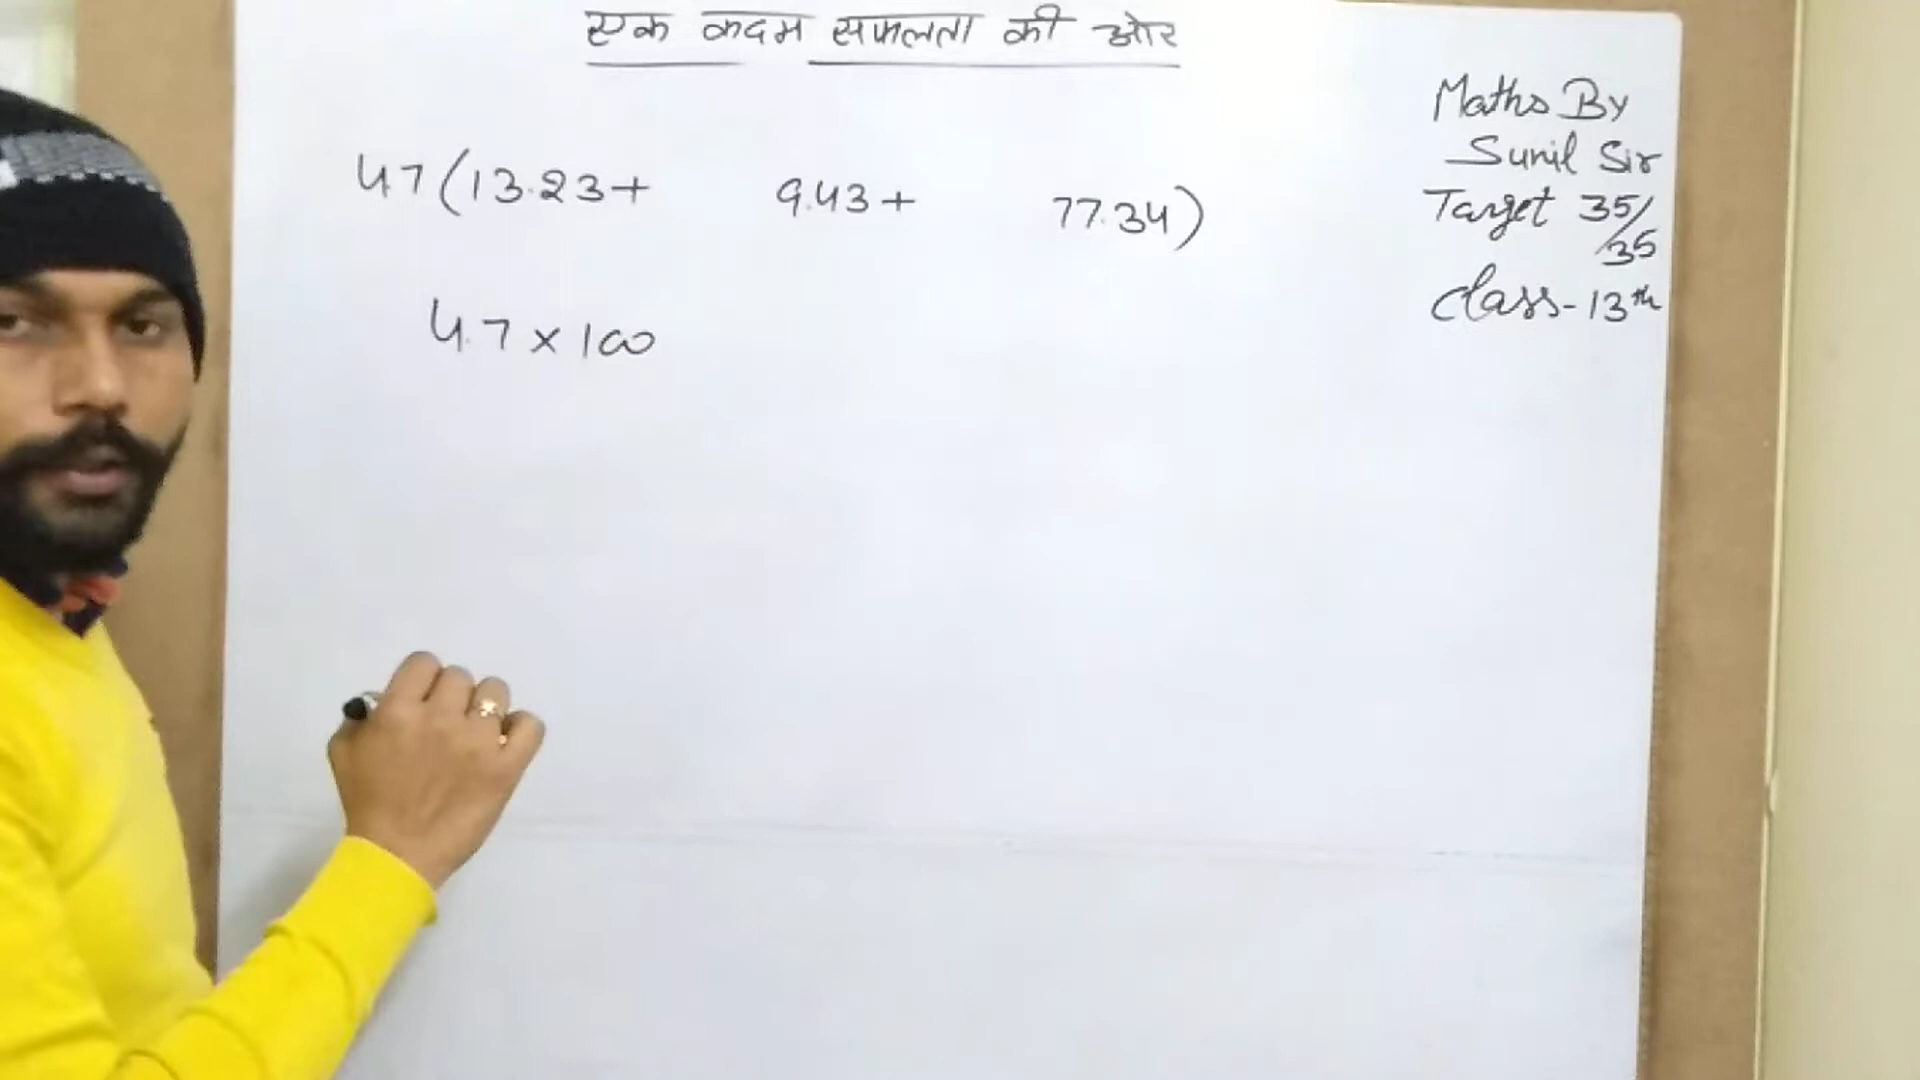 एक कदम सफलता की ओर
Maths By
Sunil Sir
Target 35/35
Class-13th
47(13.23+ 9.43+ 77.34)
4.7×100